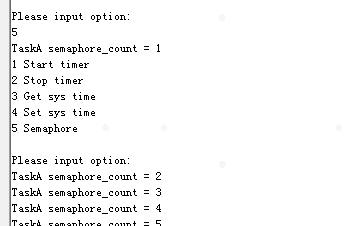 Please input option:
5
TaskA semaphore_count = 1
1 Start timer
2 Stop timer
3 Get sys time
4 Set sys time
5 Semaphore
Please input option:
TaskA semaphore_count = 2
TaskA semaphore_count = 3
TaskA semaphore_count = 4
TaskA semaphore_count = 5